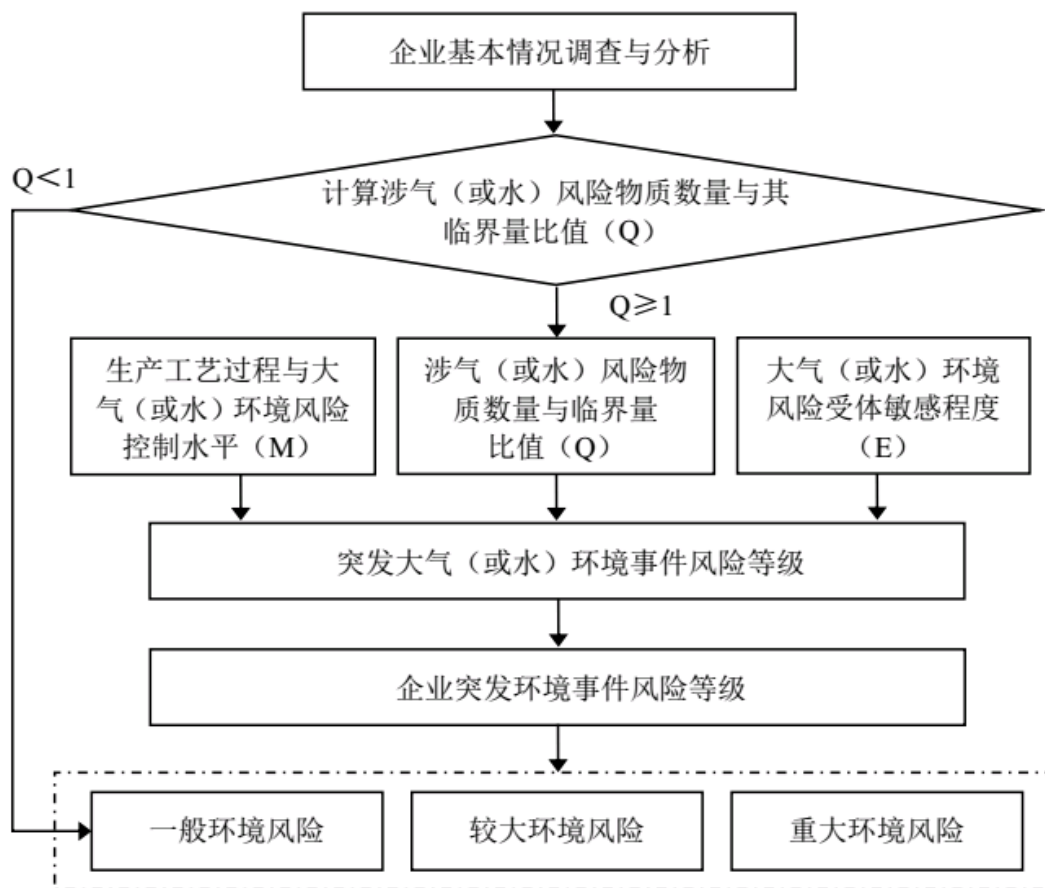 企业基本情况调查与分析
Q＜1
计算涉气（或水）风险物质数量与其
临界量比值（Q）
Q≥1
生产工艺过程与大
气（或水）环境风险
控制水平（M）
涉气（或水）风险物
质数量与临界量
比值（Q）
大气（或水）环境
风险受体敏感程度
（E）
突发大气（或水）环境事件风险等级
企业突发环境事件风险等级
一般环境风险
较大环境风险
重大环境风险